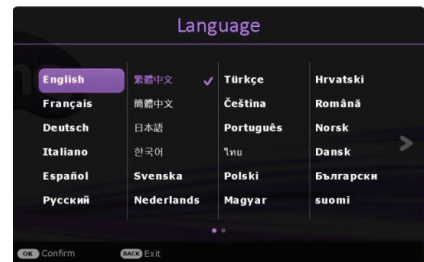 Language
English
Français
Deutsch
Italiano
Español
Русский
繁體中文
簡體中文
日本語
한국어
Svenska
Nederlands
Türkçe
Čeština
Português
ไทย
Polski
Magyar
Hrvatski
Română
Norsk
Dansk
Български
suomi
OK Confirm
BACK Exit